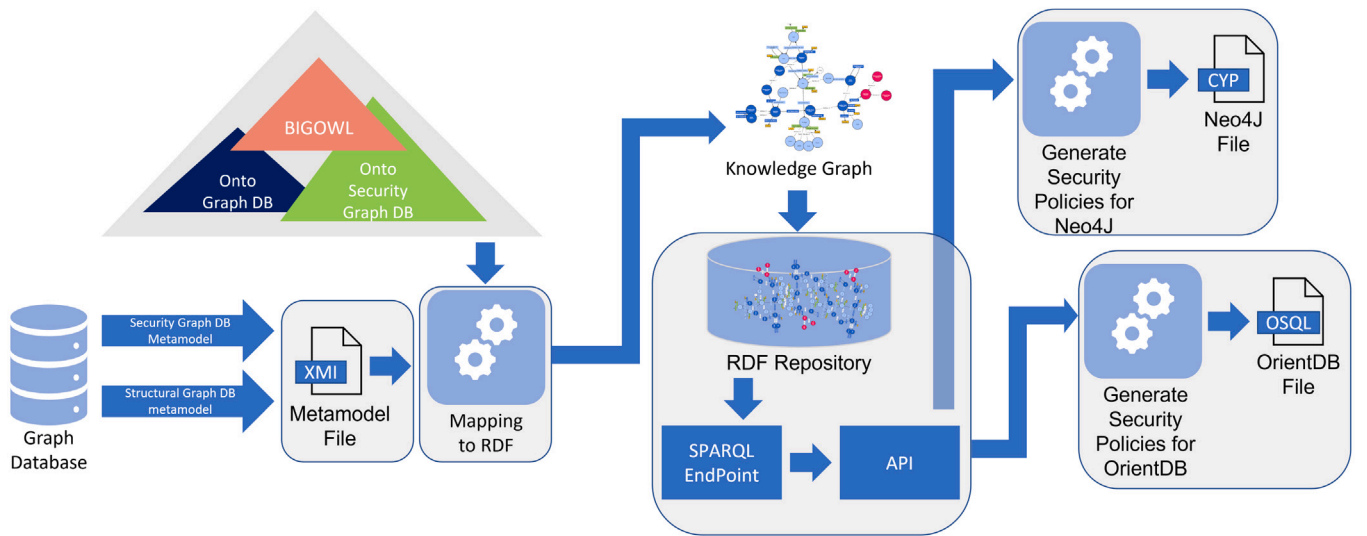 BIGOWL
Onto
Graph DB
Onto
Security
Graph DB
Security Graph DB
Metamodel
Structural Graph DB
metamodel
Graph
Database
XMI
Metamodel
File
Mapping
to RDF
Knowledge Graph
RDF Repository
SPARQL
EndPoint
API
Generate
Security
Policies for
Neo4J
CYP
Neo4J
File
Generate
Security
Policies for
OrientDB
OSQL
OrientDB
File